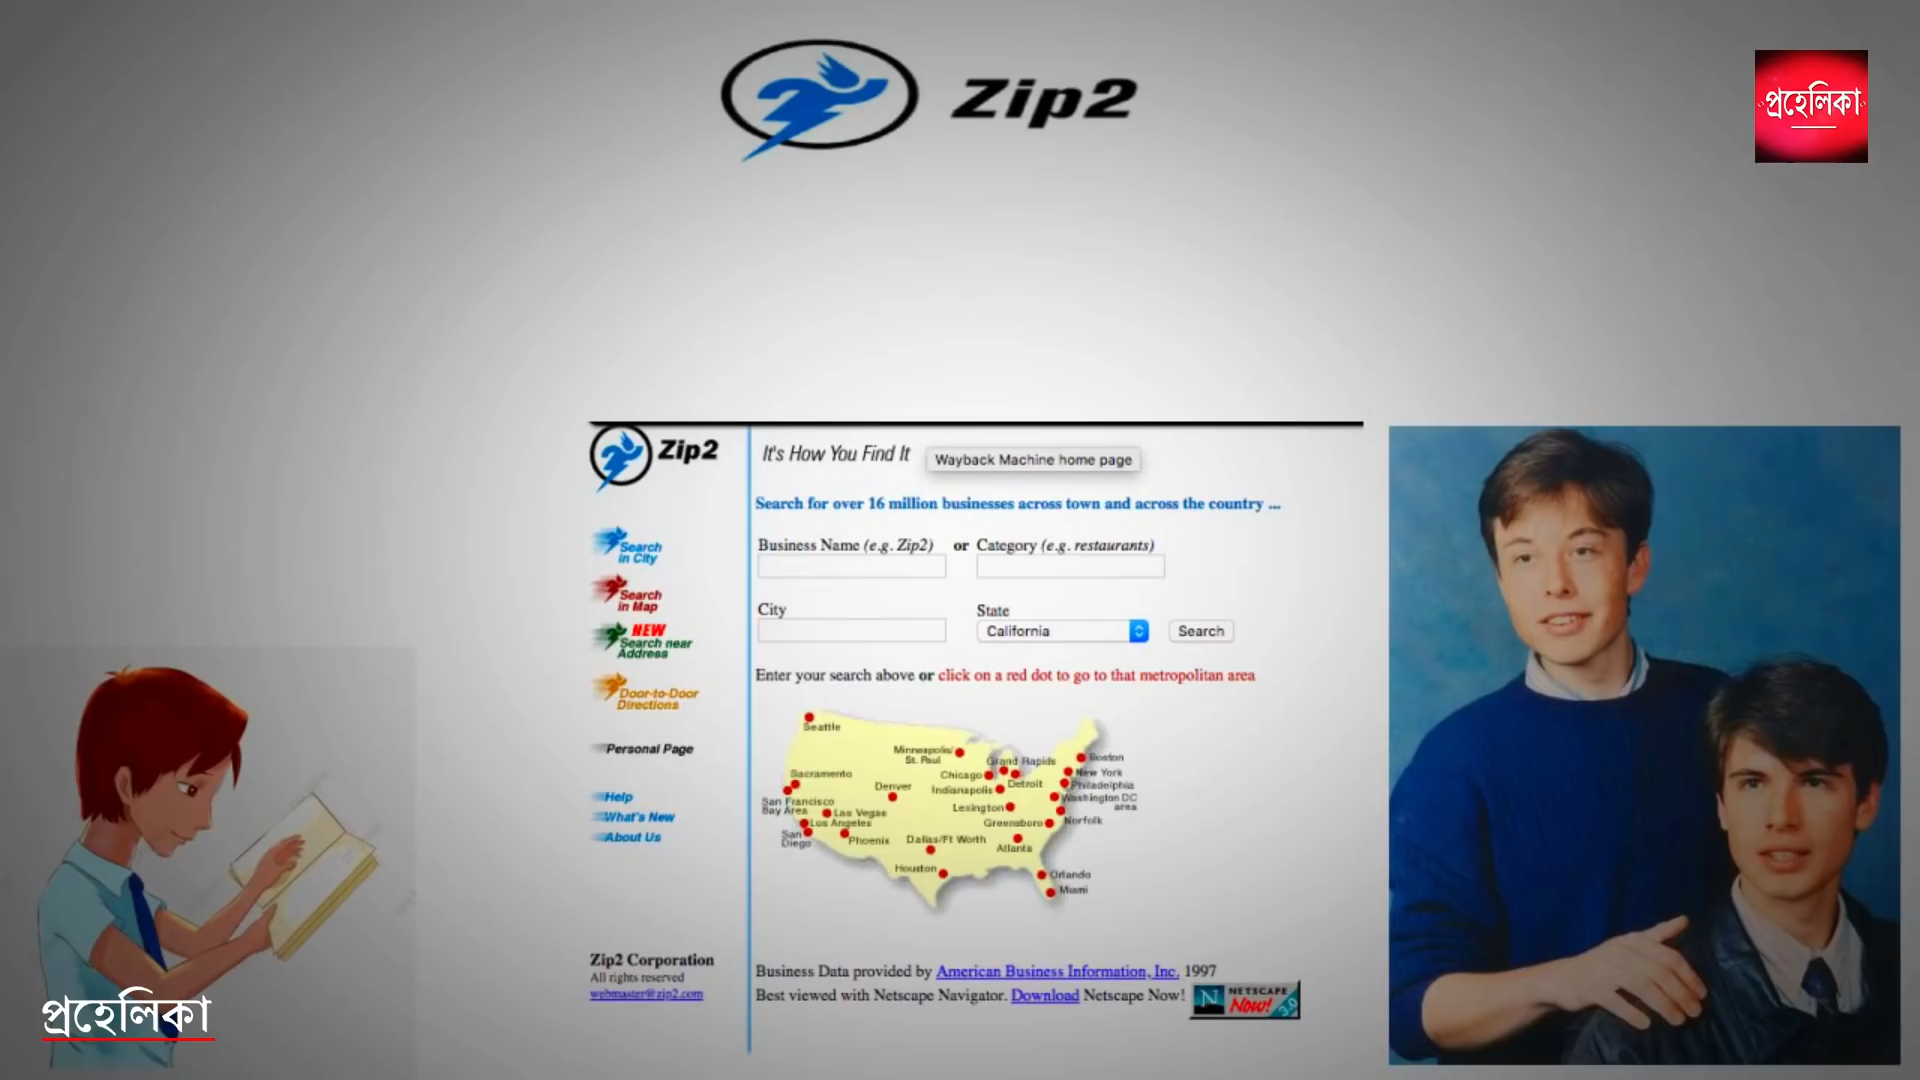 Zip2
প্রহেলিকা
Zip2
It's How You Find It
Wayback Machine home page
Search for over 16 million businesses across town and across the country ...
Business Name (e.g. Zip2) or Category (e.g. restaurants)
City
State
California
Search
Enter your search above or click on a red dot to go to that metropolitan area
Search
in City
Search
in Map
NEW
Search near
Address
Door-to-Door
Directions
Personal Page
Help
What's New
About Us
Seattle
Minneapolis/
St. Paul
Grand Rapids
Boston
Sacramento
Chicago
New York
Denver
Indianapolis
Detroit
Philadelphia
San Francisco
Bay Area
Lexington
Washington DC
area
Las Vegas
Los Angeles
Greensboro
Norfolk
San
Diego
Phoenix
Dallas/Ft Worth
Atlanta
Houston
Orlando
Miami
Zip2 Corporation
All rights reserved
webmaster@zip2.com
Business Data provided by American Business Information, Inc. 1997
Best viewed with Netscape Navigator. Download Netscape Now!
N NETSCAPE
Now! 3.0
প্রহেলিকা